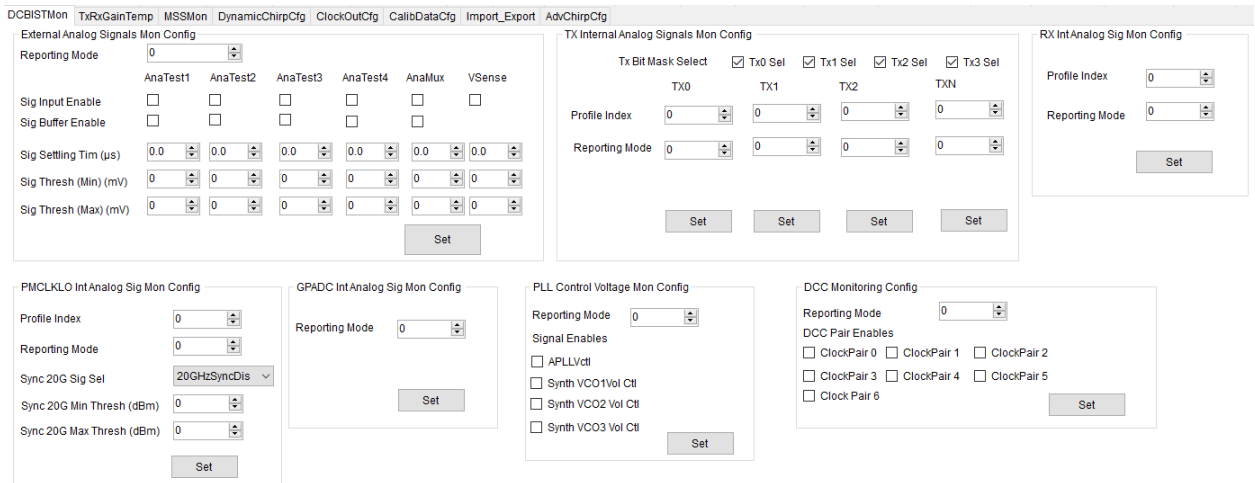 DCBISTMon TxRxGainTemp MSSMon DynamicChirpCfg ClockOutCfg CalibDataCfg Import_Export AdvChirpCfg
External Analog Signals Mon Config
Reporting Mode 0
AnaTest1 AnaTest2 AnaTest3 AnaTest4 AnaMux VSense
Sig Input Enable
Sig Buffer Enable
Sig Settling Tim (µs) 0.0 0.0 0.0 0.0 0.0 0.0
Sig Thresh (Min) (mV) 0 0 0 0 0 0
Sig Thresh (Max) (mV) 0 0 0 0 0 0
Set
TX Internal Analog Signals Mon Config
Tx Bit Mask Select Tx0 Sel Tx1 Sel Tx2 Sel Tx3 Sel
TX0 TX1 TX2 TXN
Profile Index 0 0 0 0
Reporting Mode 0 0 0 0
Set Set Set Set
RX Int Analog Sig Mon Config
Profile Index 0
Reporting Mode 0
Set
PMCLKLO Int Analog Sig Mon Config
Profile Index 0
Reporting Mode 0
Sync 20G Sig Sel 20GHzSyncDis
Sync 20G Min Thresh (dBm) 0
Sync 20G Max Thresh (dBm) 0
Set
GPADC Int Analog Sig Mon Config
Reporting Mode 0
Set
PLL Control Voltage Mon Config
Reporting Mode 0
Signal Enables
APLLVctl
Synth VCO1Vol Ctl
Synth VCO2 Vol Ctl
Synth VCO3 Vol Ctl
Set
DCC Monitoring Config
Reporting Mode 0
DCC Pair Enables
ClockPair 0 ClockPair 1 ClockPair 2
ClockPair 3 ClockPair 4 ClockPair 5
Clock Pair 6
Set